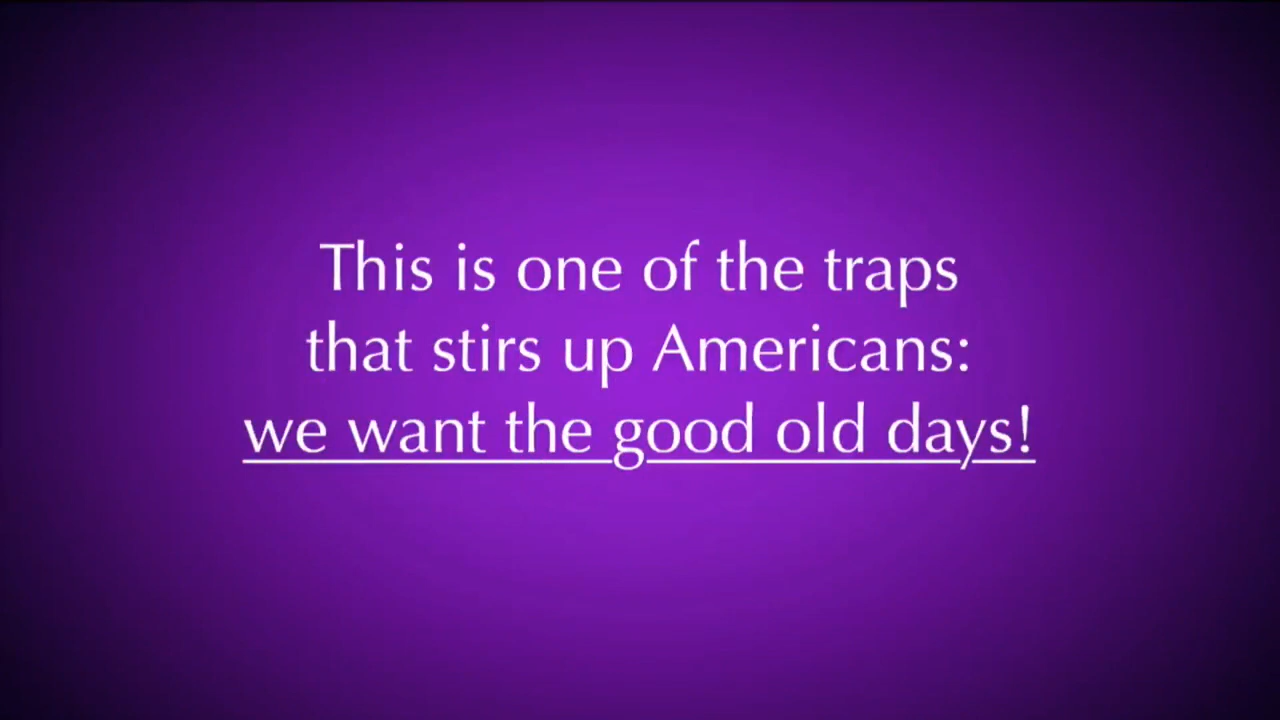 This is one of the traps
that stirs up Americans:
we want the good old days!